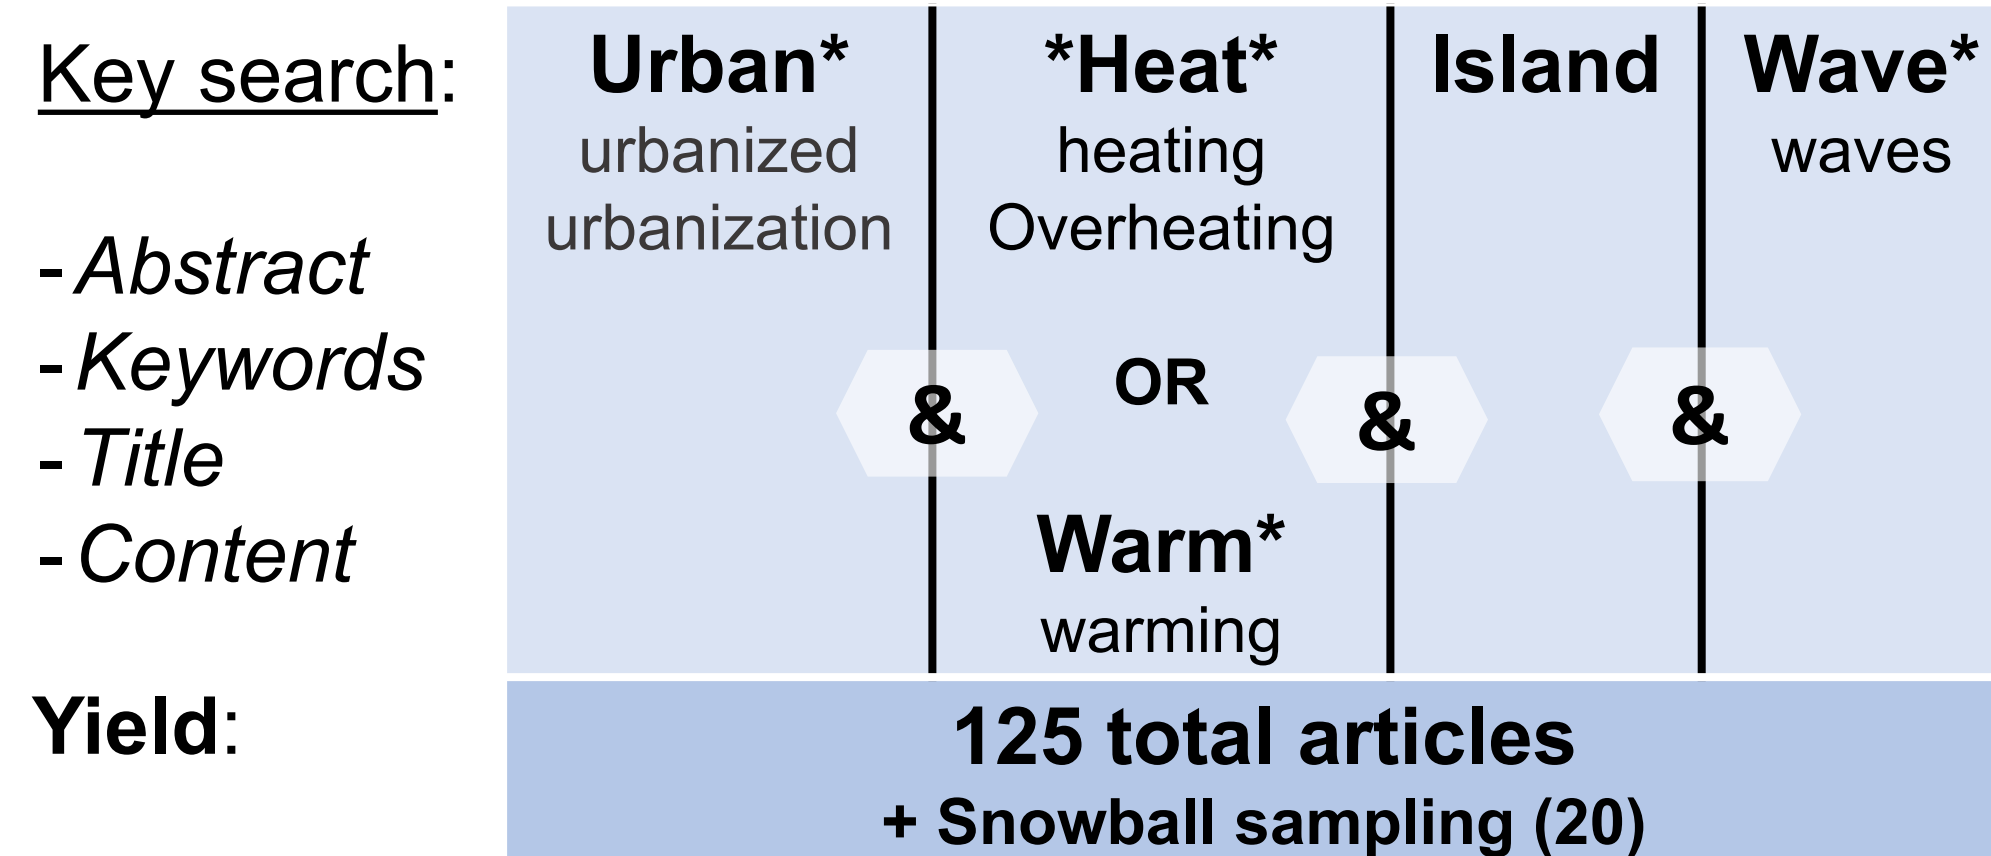 Key search:
- Abstract
- Keywords
- Title
- Content
Urban*
urbanized
urbanization
&
*Heat*
heating
Overheating
OR
Warm*
warming
&
Island
&
Wave*
waves
Yield:
125 total articles
+ Snowball sampling (20)